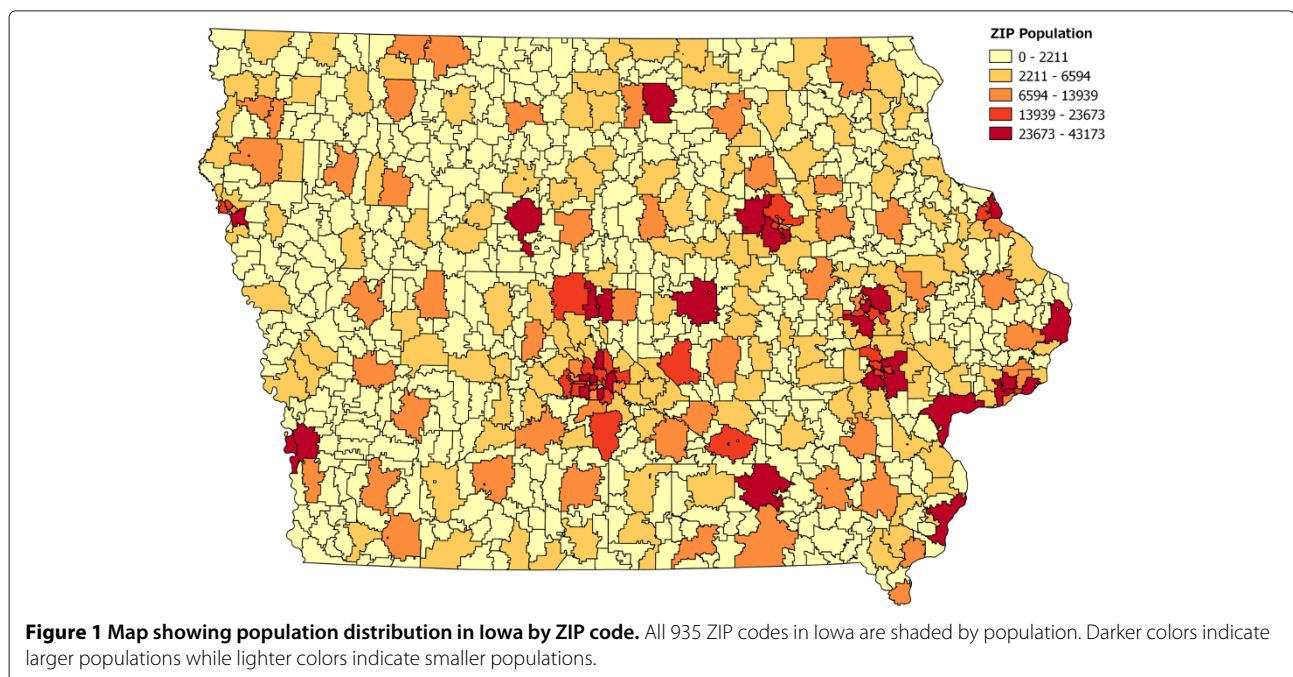 ZIP Population
0 - 2211
2211 - 6594
6594 - 13939
13939 - 23673
23673 - 43173
Figure 1 Map showing population distribution in Iowa by ZIP code. All 935 ZIP codes in Iowa are shaded by population. Darker colors indicate
larger populations while lighter colors indicate smaller populations.